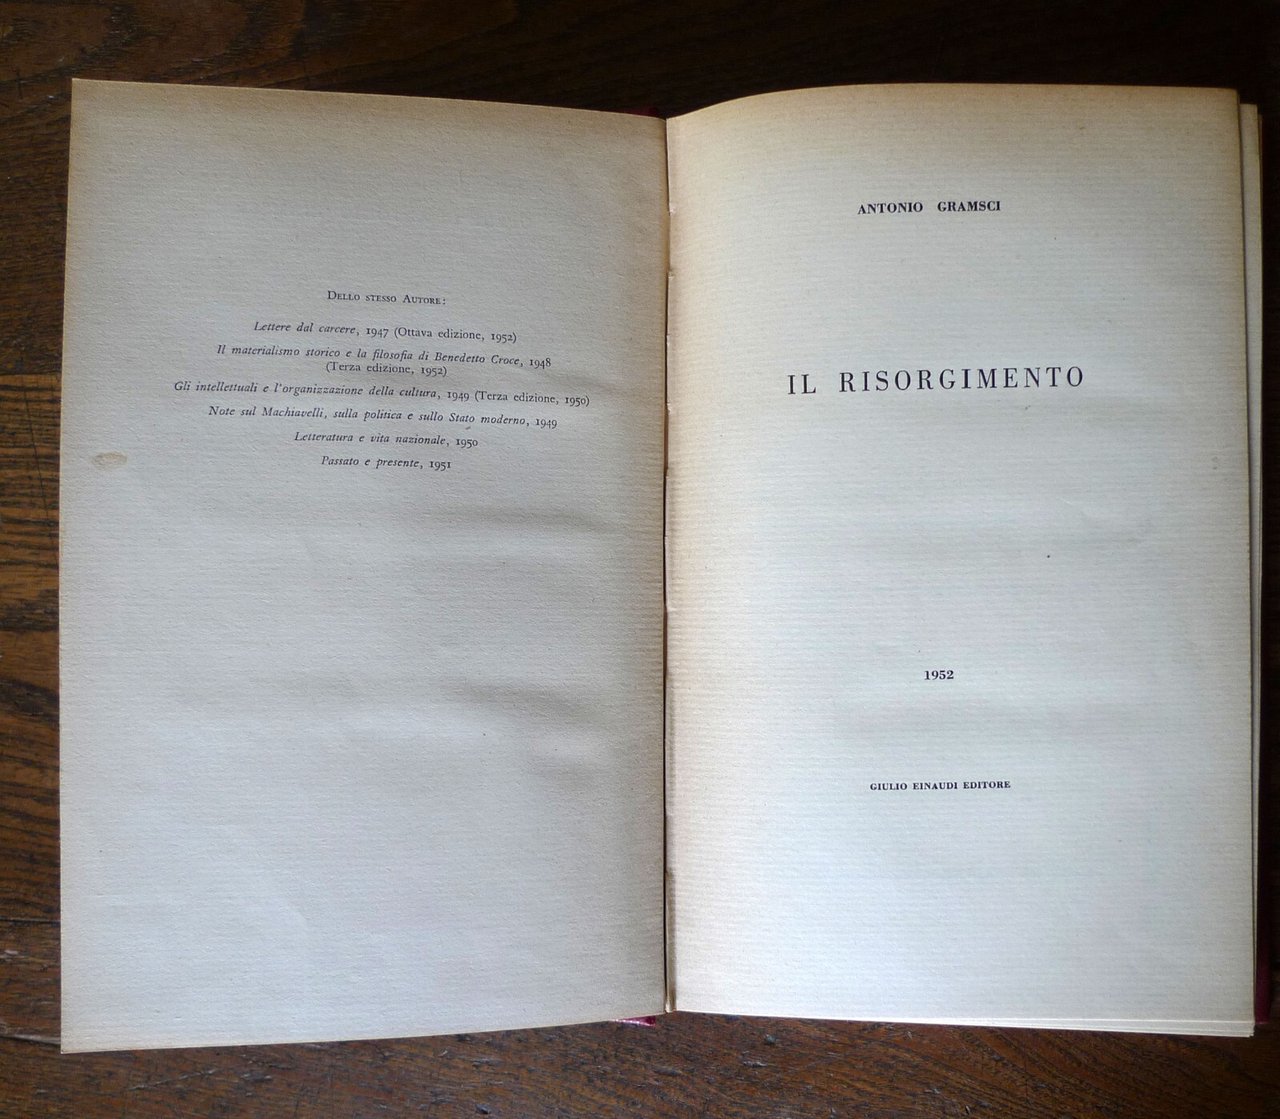 Dello stesso Autore:
Lettere dal carcere, 1947 (Ottava edizione, 1952)
Il materialismo storico e la filosofia di Benedetto Croce, 1948
(Terza edizione, 1952)
Gli intellettuali e l'organizzazione della cultura, 1949 (Terza edizione, 1950)
Note sul Machiavelli, sulla politica e sullo Stato moderno, 1949
Letteratura e vita nazionale, 1950
Passato e presente, 1951
ANTONIO GRAMSCI
IL RISORGIMENTO
1952
GIULIO EINAUDI EDITORE